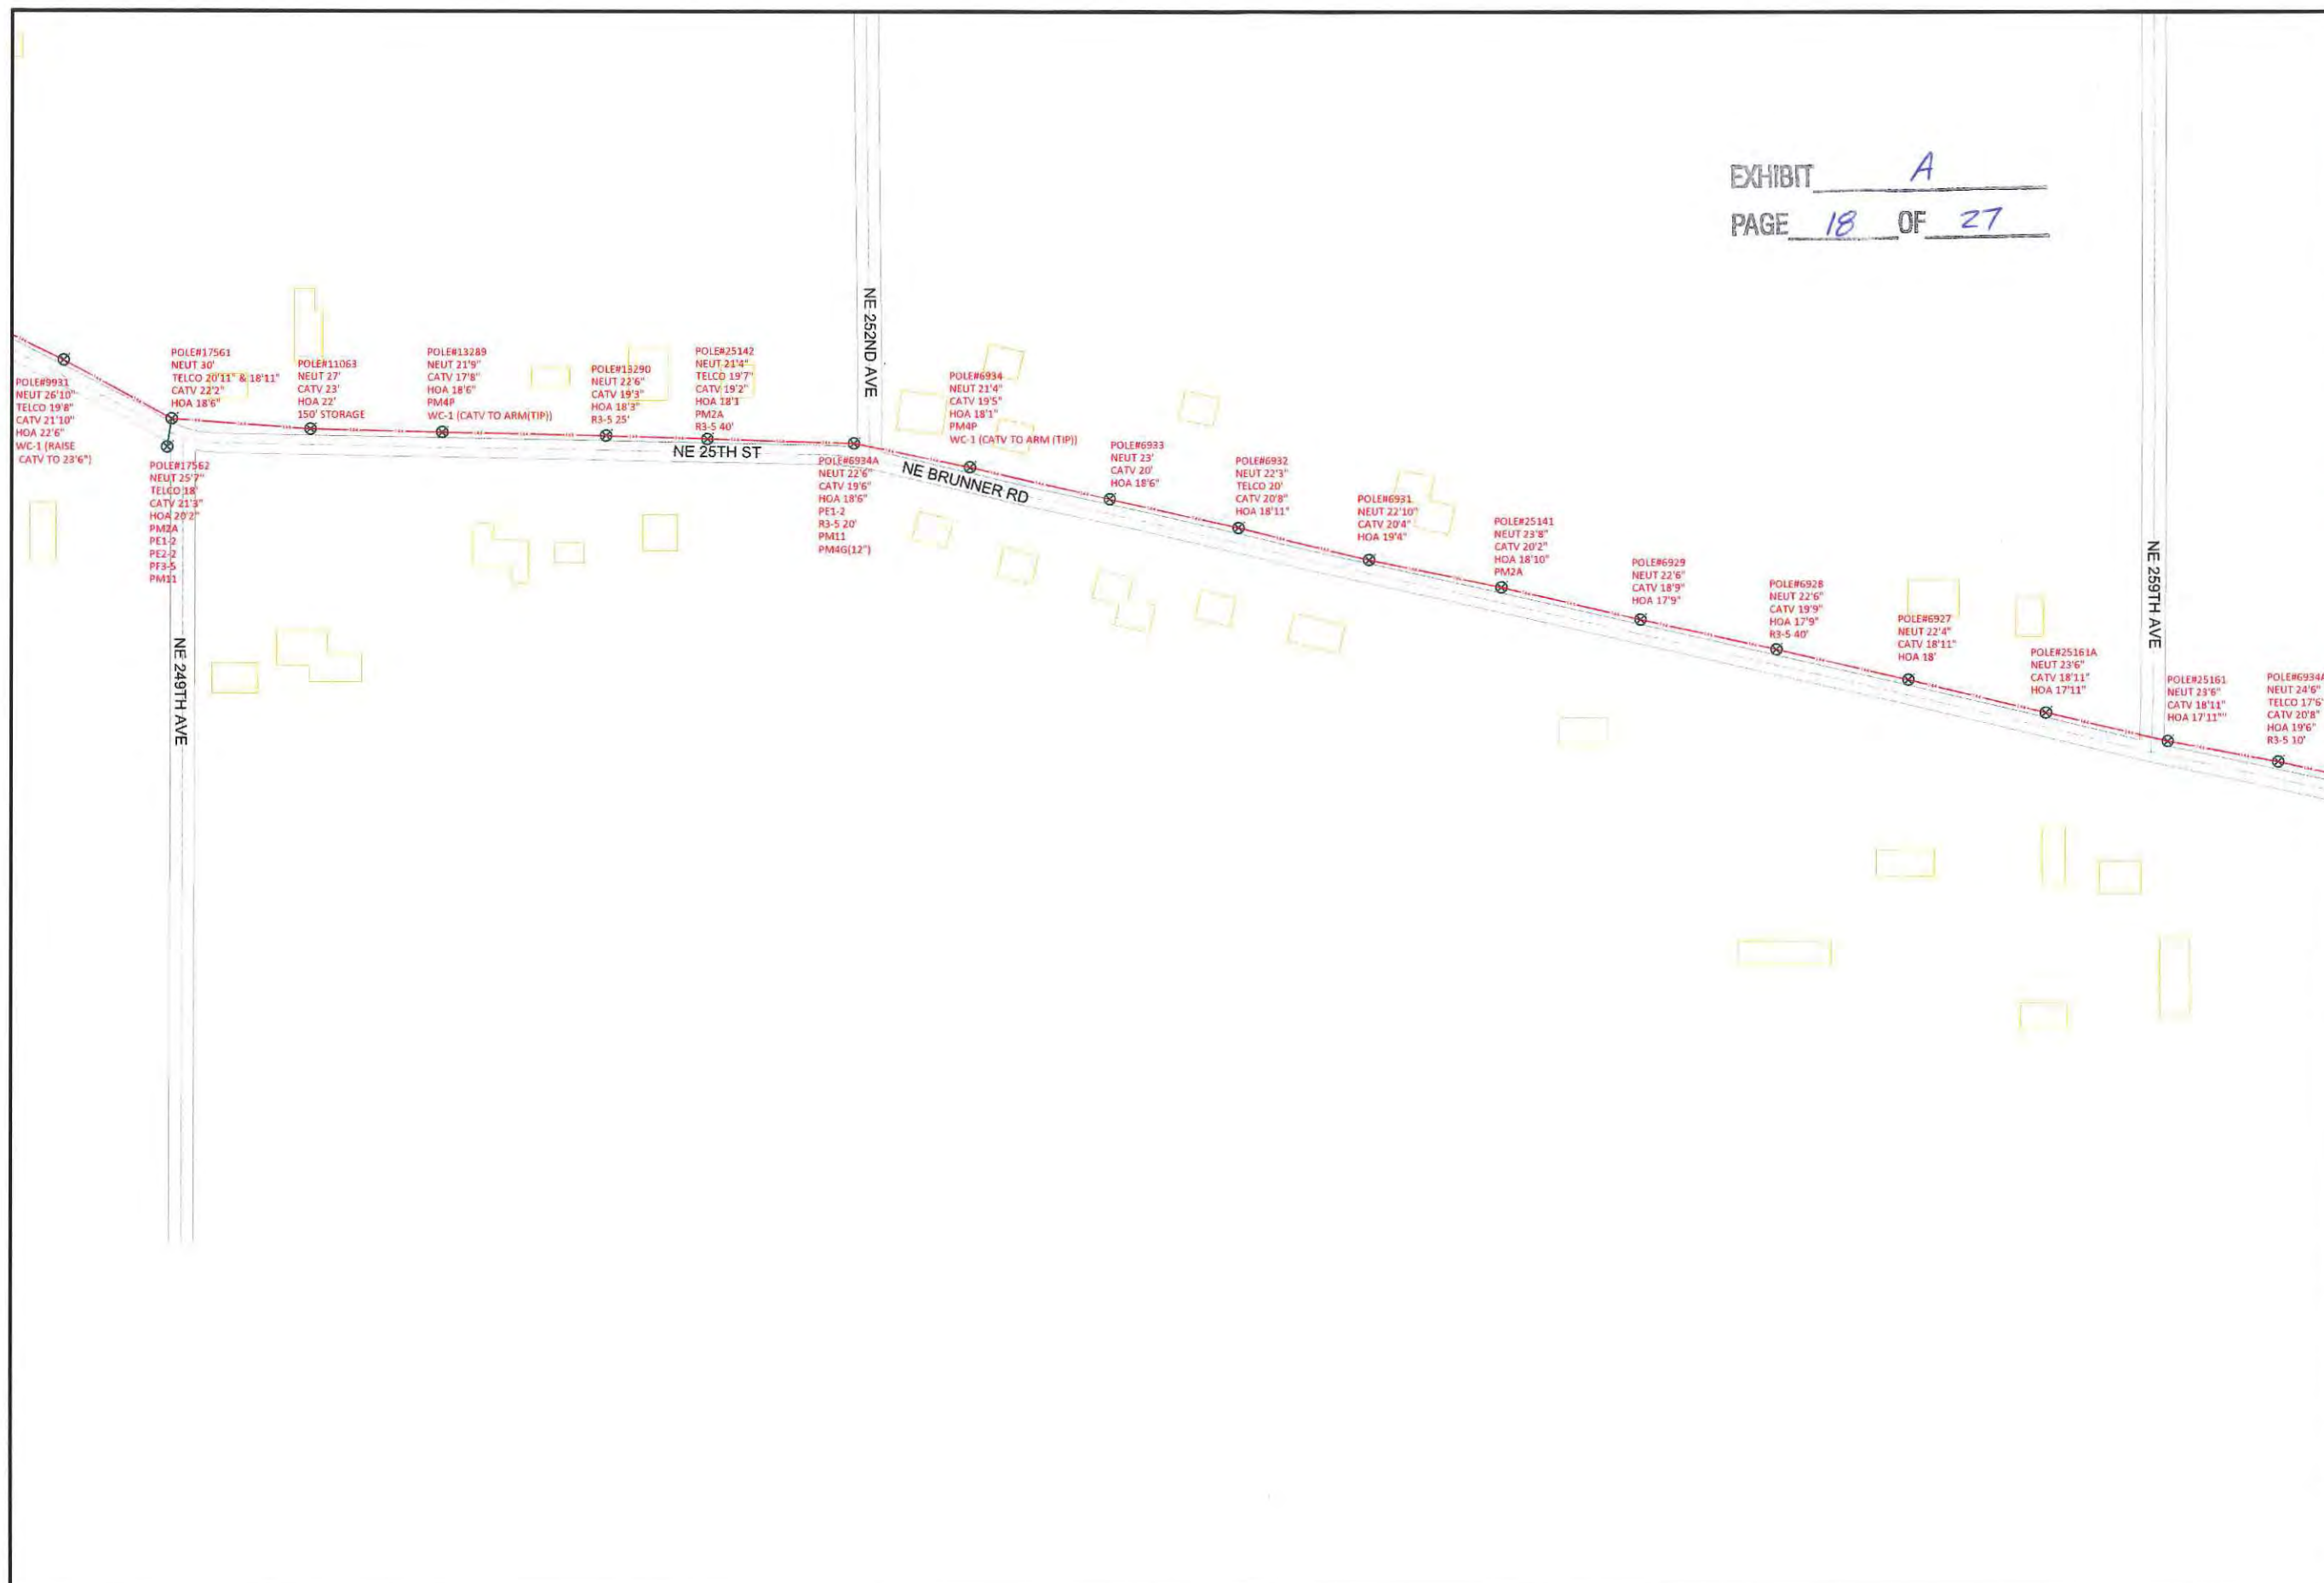 EXHIBIT A
PAGE 18 OF 27
POLE#9931
NEUT 26'10"
TELCO 19'8"
CATV 21'10"
HOA 22'6"
WC-1 (RAISE
CATV TO 23'6")
POLE#17561
NEUT 30'
TELCO 20'11" & 18'11"
CATV 22'2"
HOA 18'6"
POLE#17562
NEUT 25'7"
TELCO 18'
CATV 21'3"
HOA 20'2"
PM2A
PE1-2
PE2-2
PF3-5
PM11
NE 249TH AVE
POLE#11063
NEUT 27'
CATV 23'
HOA 22'
150' STORAGE
POLE#13289
NEUT 21'9"
CATV 17'8"
HOA 18'6"
PM4P
WC-1 (CATV TO ARM(TIP))
POLE#13290
NEUT 22'6"
CATV 19'3"
HOA 18'3"
R3-5 25'
POLE#25142
NEUT 21'4"
TELCO 19'7"
CATV 19'2"
HOA 18'1
PM2A
R3-5 40'
NE 25TH ST
NE 252ND AVE
POLE#6934A
NEUT 22'6"
CATV 19'6"
HOA 18'6"
PE1-2
R3-5 20'
PM11
PM4G(12")
NE BRUNNER RD
POLE#6934
NEUT 21'4"
CATV 19'5"
HOA 18'1"
PM4P
WC-1 (CATV TO ARM (TIP))
POLE#6933
NEUT 23'
CATV 20'
HOA 18'6"
POLE#6932
NEUT 22'3"
TELCO 20'
CATV 20'8"
HOA 18'11"
POLE#6931
NEUT 22'10"
CATV 20'4"
HOA 19'4"
POLE#25141
NEUT 23'8"
CATV 20'2"
HOA 18'10"
PM2A
POLE#6929
NEUT 22'6"
CATV 18'9"
HOA 17'9"
POLE#6928
NEUT 22'6"
CATV 19'9"
HOA 17'9"
R3-5 40'
POLE#6927
NEUT 22'4"
CATV 18'11"
HOA 18'
POLE#25161A
NEUT 23'6"
CATV 18'11"
HOA 17'11"
NE 259TH AVE
POLE#25161
NEUT 23'6"
CATV 18'11"
HOA 17'11""
POLE#6934A
NEUT 24'6"
TELCO 17'6"
CATV 20'8"
HOA 19'6"
R3-5 10'